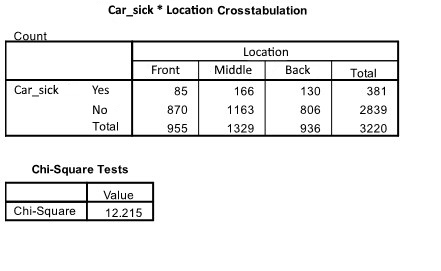 Car_sick * Location Crosstabulation
Count
Location
Front Middle Back Total
Car_sick Yes 85 166 130 381
No 870 1163 806 2839
Total 955 1329 936 3220
Chi-Square Tests
Value
Chi-Square 12.215